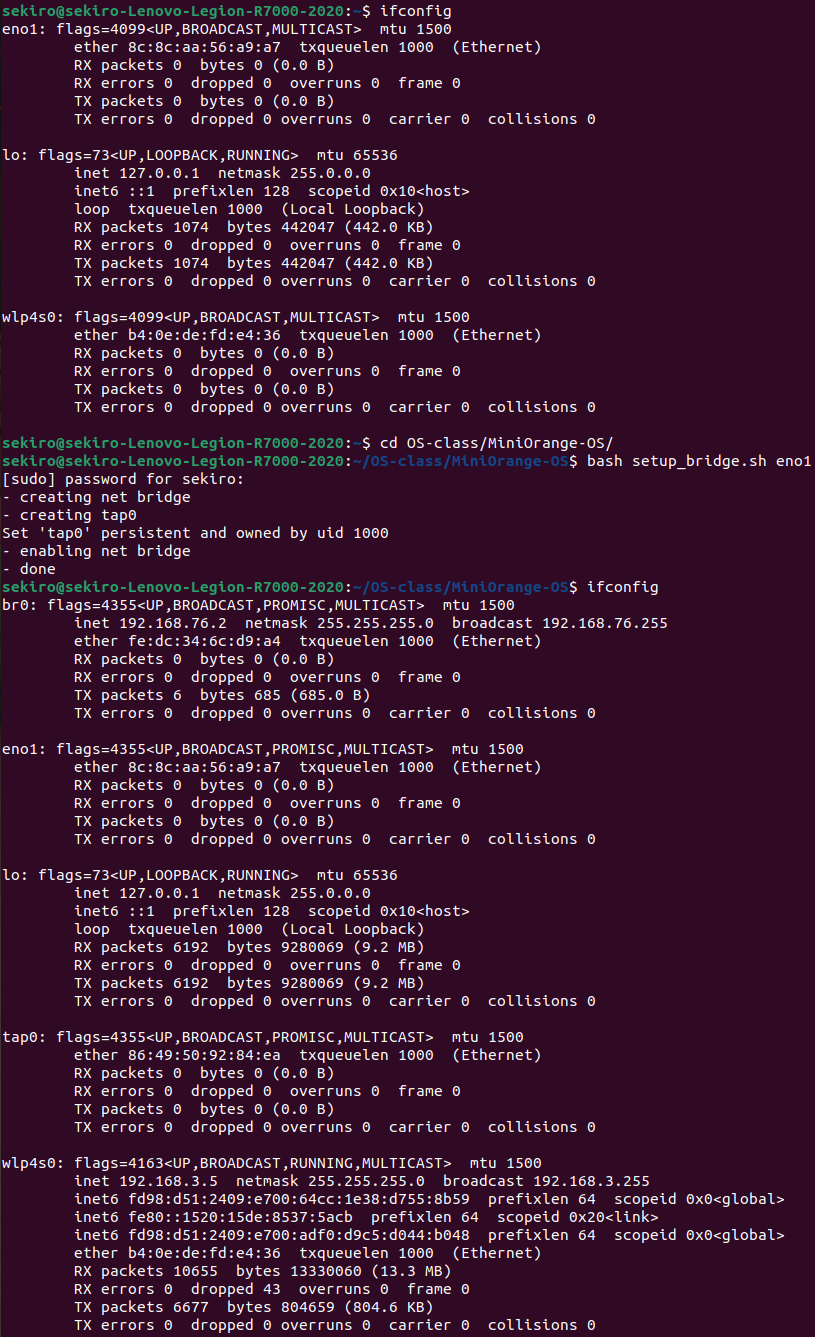 sekiro@sekiro-Lenovo-Legion-R7000-2020:~$ ifconfig
eno1: flags=4099<UP,BROADCAST,MULTICAST>  mtu 1500
        ether 8c:8c:aa:56:a9:a7  txqueuelen 1000  (Ethernet)
        RX packets 0  bytes 0 (0.0 B)
        RX errors 0  dropped 0  overruns 0  frame 0
        TX packets 0  bytes 0 (0.0 B)
        TX errors 0  dropped 0 overruns 0  carrier 0  collisions 0

lo: flags=73<UP,LOOPBACK,RUNNING>  mtu 65536
        inet 127.0.0.1  netmask 255.0.0.0
        inet6 ::1  prefixlen 128  scopeid 0x10<host>
        loop  txqueuelen 1000  (Local Loopback)
        RX packets 1074  bytes 442047 (442.0 KB)
        RX errors 0  dropped 0  overruns 0  frame 0
        TX packets 1074  bytes 442047 (442.0 KB)
        TX errors 0  dropped 0 overruns 0  carrier 0  collisions 0

wlp4s0: flags=4099<UP,BROADCAST,MULTICAST>  mtu 1500
        ether b4:0e:de:fd:e4:36  txqueuelen 1000  (Ethernet)
        RX packets 0  bytes 0 (0.0 B)
        RX errors 0  dropped 0  overruns 0  frame 0
        TX packets 0  bytes 0 (0.0 B)
        TX errors 0  dropped 0 overruns 0  carrier 0  collisions 0

sekiro@sekiro-Lenovo-Legion-R7000-2020:~$ cd OS-class/MiniOrange-OS/
sekiro@sekiro-Lenovo-Legion-R7000-2020:~/OS-class/MiniOrange-OS$ bash setup_bridge.sh eno1
[sudo] password for sekiro:
- creating net bridge
- creating tap0
Set 'tap0' persistent and owned by uid 1000
- enabling net bridge
- done
sekiro@sekiro-Lenovo-Legion-R7000-2020:~/OS-class/MiniOrange-OS$ ifconfig
br0: flags=4355<UP,BROADCAST,PROMISC,MULTICAST>  mtu 1500
        inet 192.168.76.2  netmask 255.255.255.0  broadcast 192.168.76.255
        ether fe:dc:34:6c:d9:a4  txqueuelen 1000  (Ethernet)
        RX packets 0  bytes 0 (0.0 B)
        RX errors 0  dropped 0  overruns 0  frame 0
        TX packets 6  bytes 685 (685.0 B)
        TX errors 0  dropped 0 overruns 0  carrier 0  collisions 0

eno1: flags=4355<UP,BROADCAST,PROMISC,MULTICAST>  mtu 1500
        ether 8c:8c:aa:56:a9:a7  txqueuelen 1000  (Ethernet)
        RX packets 0  bytes 0 (0.0 B)
        RX errors 0  dropped 0  overruns 0  frame 0
        TX packets 0  bytes 0 (0.0 B)
        TX errors 0  dropped 0 overruns 0  carrier 0  collisions 0

lo: flags=73<UP,LOOPBACK,RUNNING>  mtu 65536
        inet 127.0.0.1  netmask 255.0.0.0
        inet6 ::1  prefixlen 128  scopeid 0x10<host>
        loop  txqueuelen 1000  (Local Loopback)
        RX packets 6192  bytes 9280069 (9.2 MB)
        RX errors 0  dropped 0  overruns 0  frame 0
        TX packets 6192  bytes 9280069 (9.2 MB)
        TX errors 0  dropped 0 overruns 0  carrier 0  collisions 0

tap0: flags=4355<UP,BROADCAST,PROMISC,MULTICAST>  mtu 1500
        ether 86:49:50:92:84:ea  txqueuelen 1000  (Ethernet)
        RX packets 0  bytes 0 (0.0 B)
        RX errors 0  dropped 0  overruns 0  frame 0
        TX packets 0  bytes 0 (0.0 B)
        TX errors 0  dropped 0 overruns 0  carrier 0  collisions 0

wlp4s0: flags=4163<UP,BROADCAST,RUNNING,MULTICAST>  mtu 1500
        inet 192.168.3.5  netmask 255.255.255.0  broadcast 192.168.3.255
        inet6 fd98:d51:2409:e700:64cc:1e38:d755:8b59  prefixlen 64  scopeid 0x0<global>
        inet6 fe80::1520:15de:8537:5acb  prefixlen 64  scopeid 0x20<link>
        inet6 fd98:d51:2409:e700:adf0:d9c5:d044:b048  prefixlen 64  scopeid 0x0<global>
        ether b4:0e:de:fd:e4:36  txqueuelen 1000  (Ethernet)
        RX packets 10655  bytes 13330060 (13.3 MB)
        RX errors 0  dropped 43  overruns 0  frame 0
        TX packets 6677  bytes 804659 (804.6 KB)
        TX errors 0  dropped 0 overruns 0  carrier 0  collisions 0